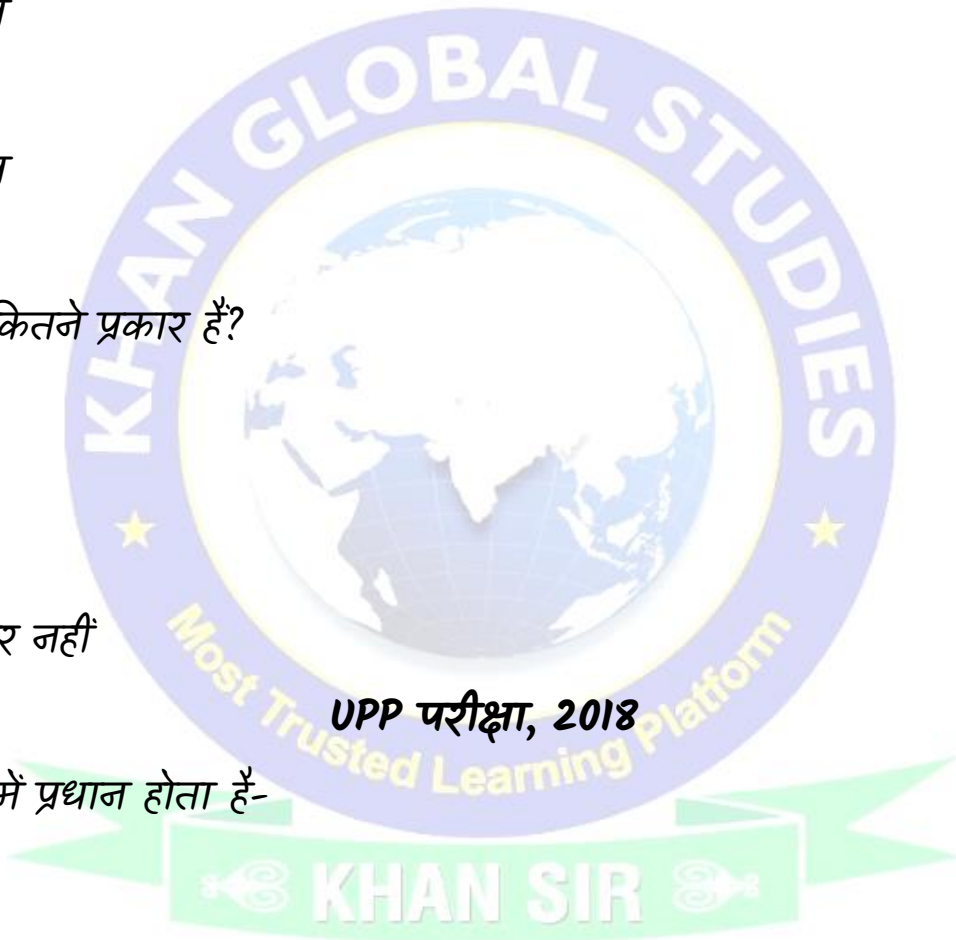 KHAN GLOBAL STUDIES
कितने प्रकार हैं?
र नहीं
Most Trusted Learning Platform
UPP परीक्षा, 2018
में प्रधान होता है-
KHAN SIR